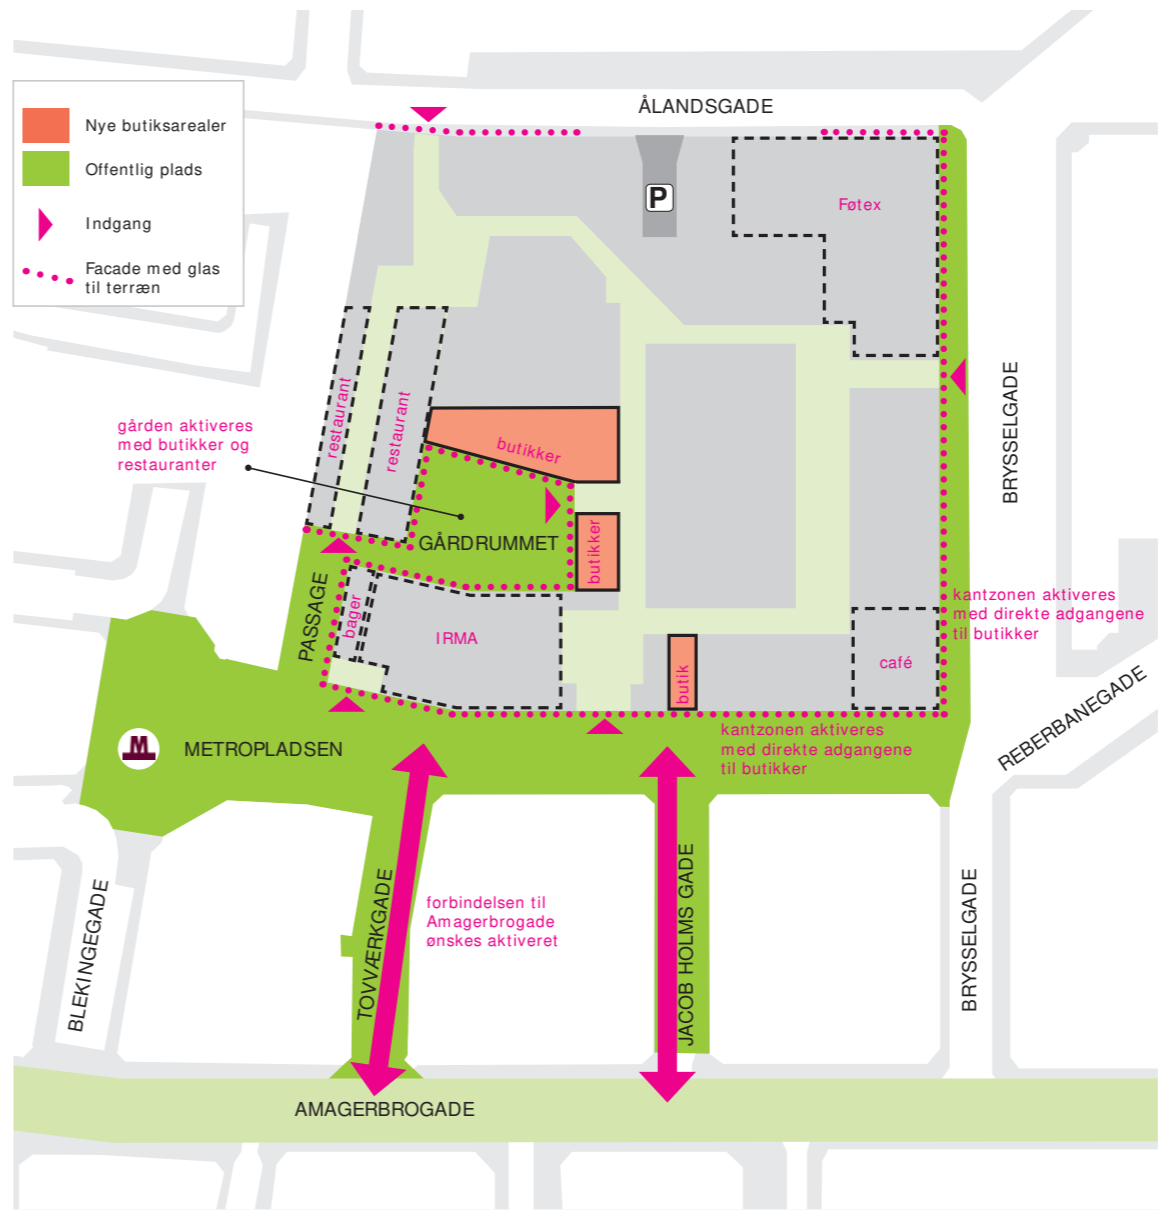 ÅLANDSGADE
Nye butiksarealer
Offentlig plads
Indgang
Facade med glas
til terræn
P
Føtex
restaurant
restaurant
gården aktiveres
med butikker og
restauranter
butikker
BRYSSELGADE
GÅRDRUMMET
butikker
PASSAGE
bager
IRMA
kantzonen aktiveres
med direkte adgangene
til butikker
café
butik
REBERBANEGADE
M
METROPLADSEN
kantzonen aktiveres
med direkte adgangene
til butikker
BLEKINGEGADE
TOVVÆRKGADE
forbindelsen til
Amagerbrogade
ønskes aktiveret
JACOB HOLMS GADE
BRYSSELGADE
AMAGERBROGADE